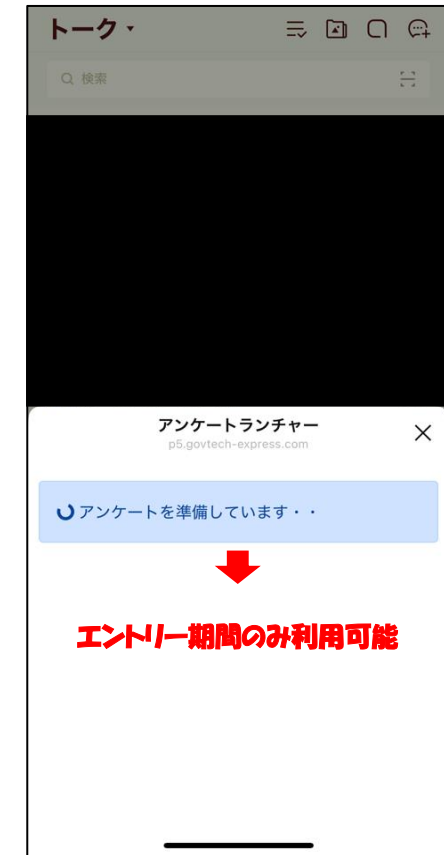 トーク
検索
アンケートランチャー
p5.govtech-express.com
アンケートを準備しています・・
エントリー期間のみ利用可能